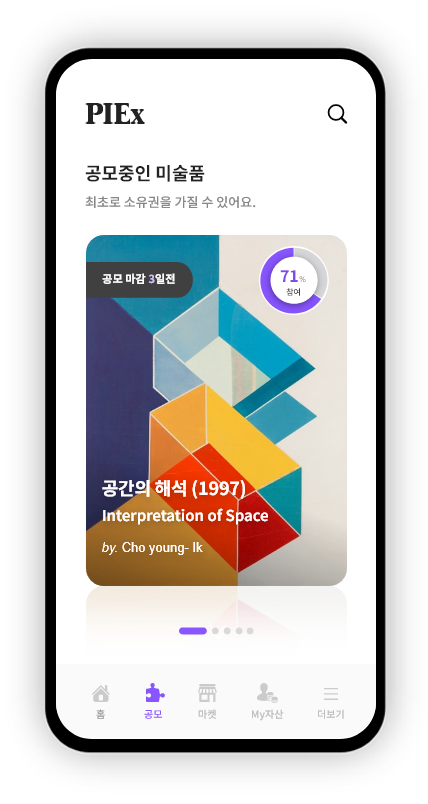 PIEx
공모중인 미술품
최초로 소유권을 가질 수 있어요.
공모 마감 3일전
71%
참여
공간의 해석 (1997)
Interpretation of Space
by. Cho young- Ik
홈
공모
마켓
My자산
더보기